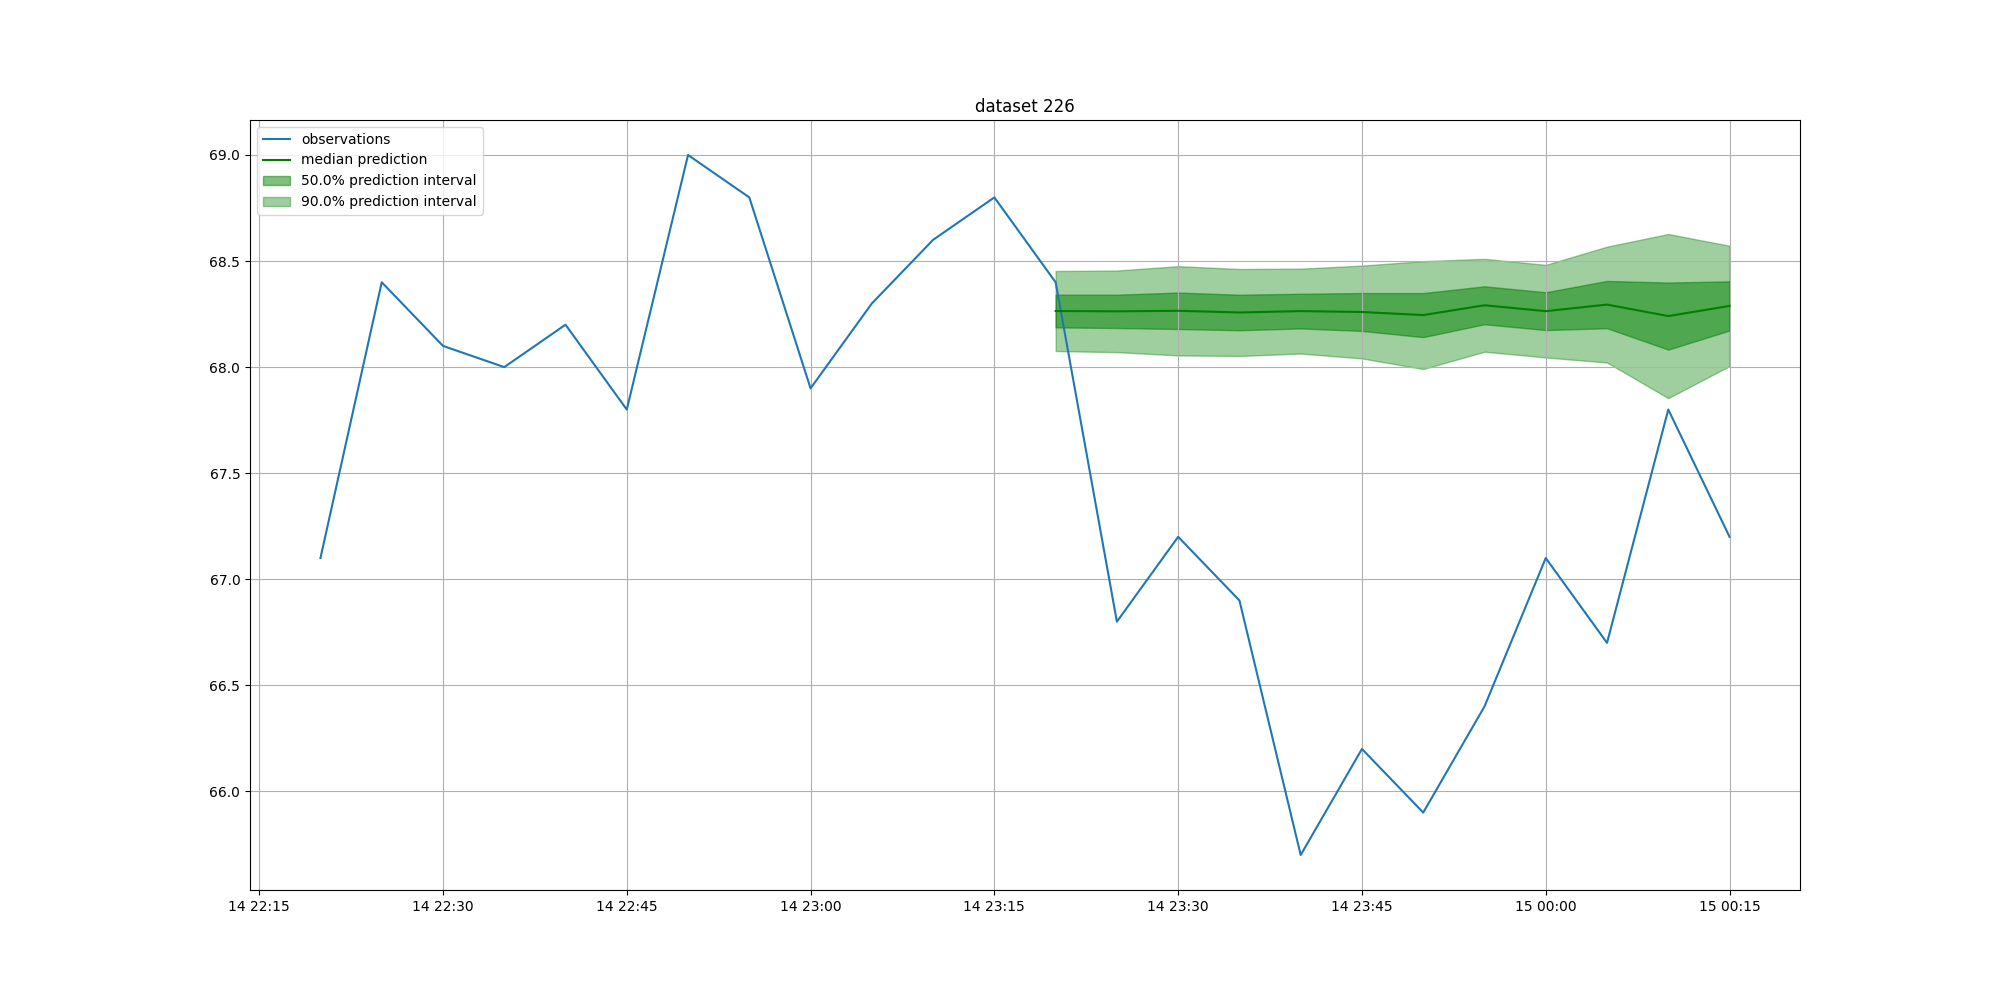 dataset 226
observations
median prediction
50.0% prediction interval
90.0% prediction interval
69.0
68.5
68.0
67.5
67.0
66.5
66.0
14 22:15 14 22:30 14 22:45 14 23:00 14 23:15 14 23:30 14 23:45 15 00:00 15 00:15